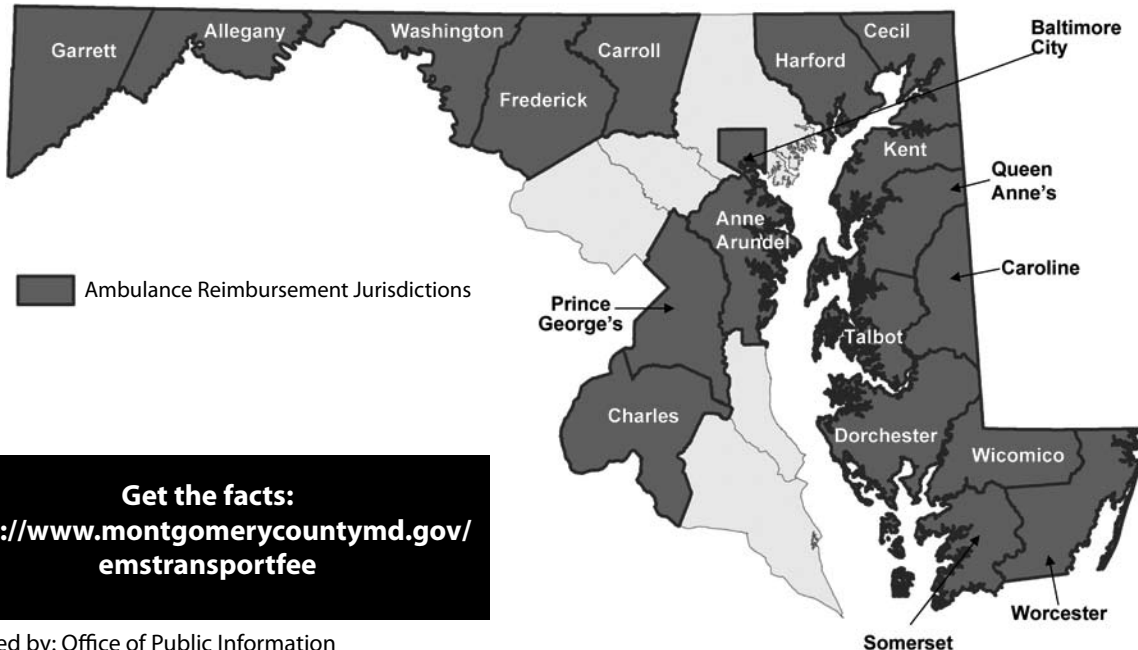 Garrett
Allegany
Washington
Carroll
Frederick
Harford
Cecil
Baltimore
City
Kent
Queen
Anne's
Anne
Arundel
Caroline
Ambulance Reimbursement Jurisdictions
Prince
George's
Talbot
Charles
Dorchester
Wicomico
Worcester
Somerset
Get the facts:
://www.montgomerycountymd.gov/
emstransportfee
by: Office of Public Information